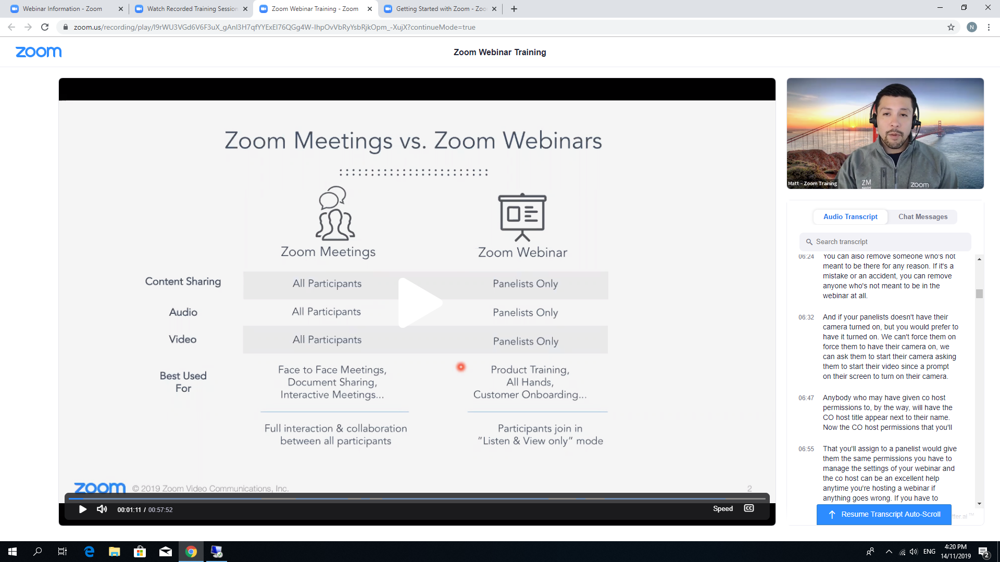 Webinar Information - Zoom
Watch Recorded Training Session
Zoom Webinar Training - Zoom
Getting Started with Zoom - Zoo
zoom.us/recording/play/I9rWU3VGd6V6F3uX_gAnI3H7qfYYExEI76QGg4W-IhpOvVbRyYsbRjkOpm_-XujX?continueMode=true
N
zoom
Zoom Webinar Training
Zoom Meetings vs. Zoom Webinars
Zoom Meetings
Zoom Webinar
Content Sharing
All Participants
Panelists Only
Audio
All Participants
Panelists Only
Video
All Participants
Panelists Only
Best Used
For
Face to Face Meetings,
Document Sharing,
Interactive Meetings...
Product Training,
All Hands,
Customer Onboarding...
Full interaction & collaboration
between all participants
Participants join in
"Listen & View only" mode
zoom
© 2019 Zoom Video Communications, Inc.
2
00:01:11 / 00:57:52
Speed
CC
ZM
zoom
Matt - Zoom Training
Audio Transcript
Chat Messages
Search transcript
06:24
You can also remove someone who's not
meant to be there for any reason. If it's a
mistake or an accident, you can remove
anyone who's not meant to be in the
webinar at all.
06:32
And if your panelists doesn't have their
camera turned on, but you would prefer to
have it turned on. We can't force them on
force them to have their camera on, we
can ask them to start their camera asking
them to start their video since a prompt
on their screen to turn on their camera.
06:47
Anybody who may have given co host
permissions to, by the way, will have the
CO host title appear next to their name.
Now the CO host permissions that you'll
06:55
That you'll assign to a panelist would give
them the same permissions you have to
manage the settings of your webinar and
the co host can be an excellent help
anytime you're hosting a webinar if
anything goes wrong. If you have to
Resume Transcript Auto-Scroll
tter.ai™
ENG
4:20 PM
14/11/2019
2